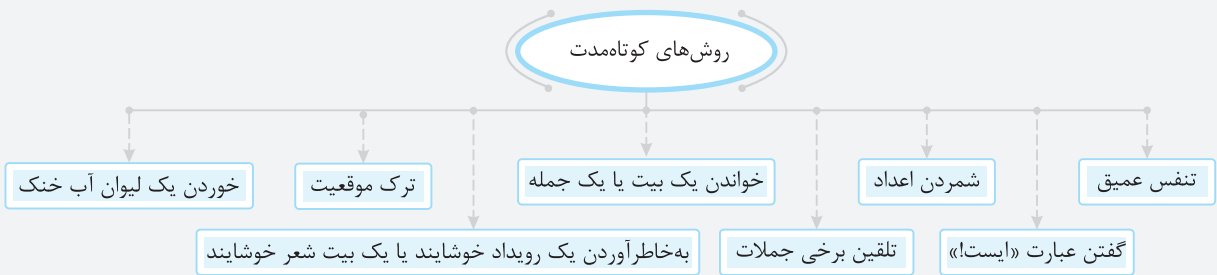 روش‌های کوتاه‌مدت
تنفس عمیق
گفتن عبارت «ایست!»
شمردن اعداد
تلقین برخی جملات
خواندن یک بیت یا یک جمله
به‌خاطرآوردن یک رویداد خوشایند یا یک بیت شعر خوشایند
ترک موقعیت
خوردن یک لیوان آب خنک